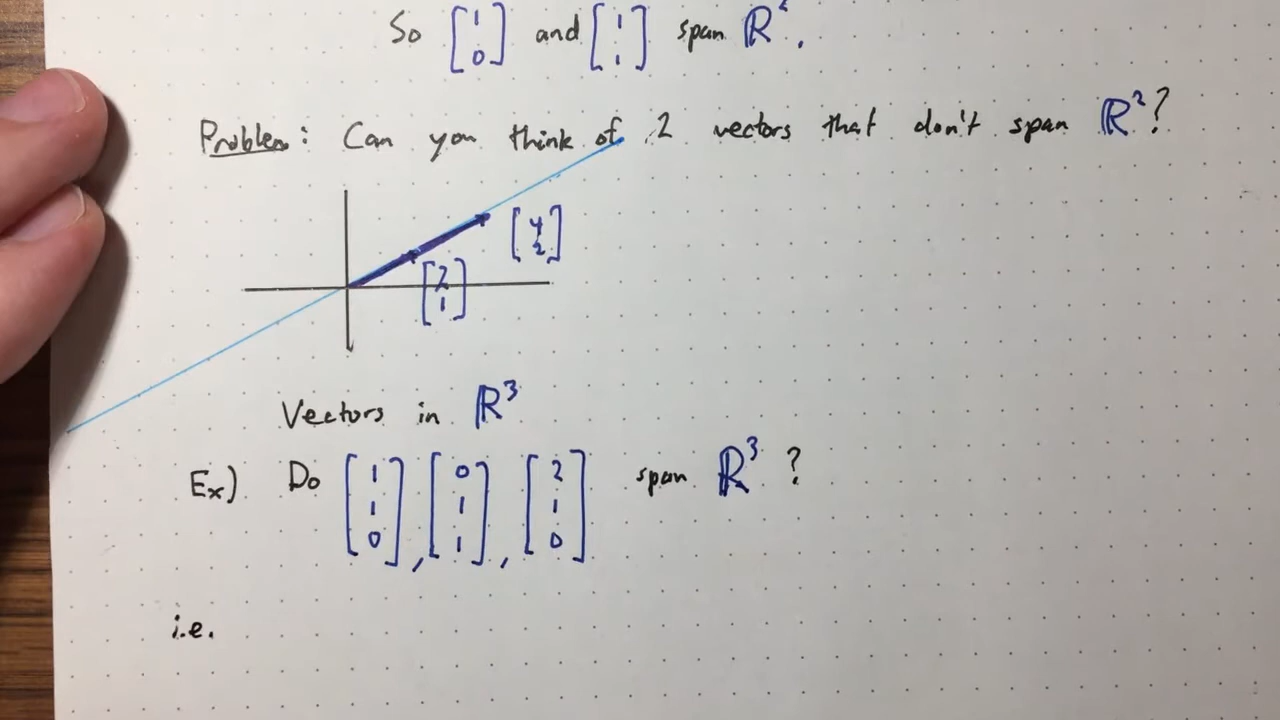 So [1 0] and [1 1] span ℝ².
Problem: Can you think of 2 vectors that don't span ℝ²?
[4 2]
[2 1]
Vectors in ℝ³
Ex) Do [1 1 0], [0 1 1], [2 1 0] span ℝ³?
i.e.